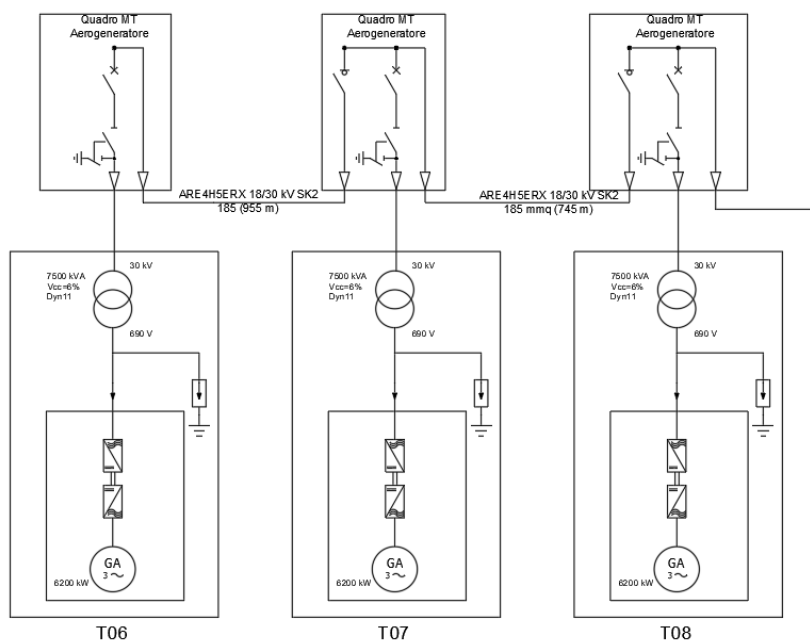 Quadro MT
Aerogeneratore
Quadro MT
Aerogeneratore
Quadro MT
Aerogeneratore
ARE4H5ERX 18/30 kV SK2
185 (955 m)
ARE4H5ERX 18/30 kV SK2
185 mmq (745 m)
30 kV
7500 kVA
Vcc=6%
Dyn11
690 V
30 kV
7500 kVA
Vcc=6%
Dyn11
690 V
30 kV
7500 kVA
Vcc=6%
Dyn11
690 V
GA
3
6200 kW
GA
3
6200 kW
GA
3
6200 kW
T06
T07
T08